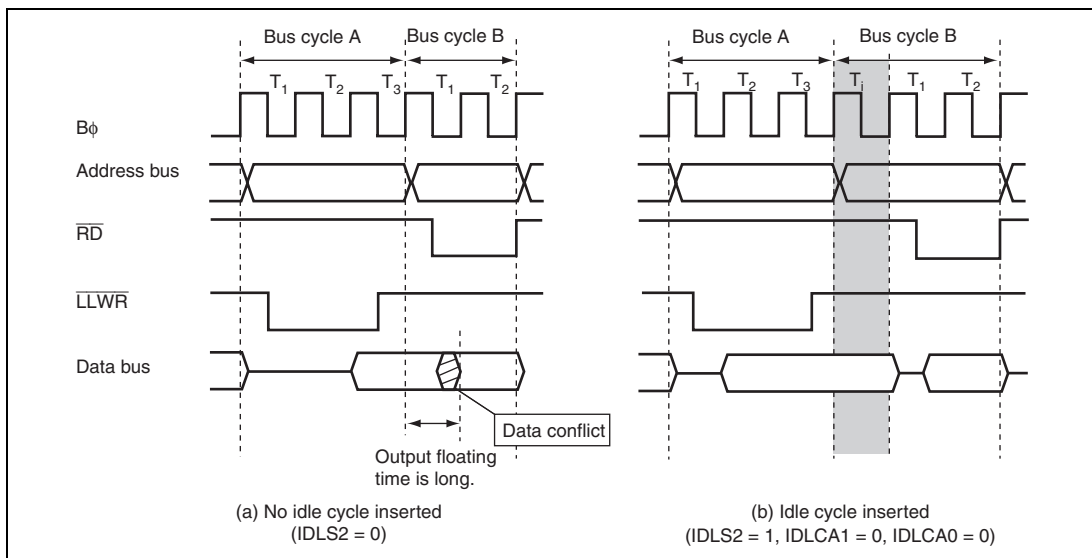 Bus cycle A Bus cycle B
T1 T2 T3 T1 T2
Bus cycle A Bus cycle B
T1 T2 T3 Ti T1 T2
Bφ
Address bus
RD
LLWR
Data bus
Data conflict
Output floating
time is long.
(a) No idle cycle inserted
(IDLS2 = 0)
(b) Idle cycle inserted
(IDLS2 = 1, IDLCA1 = 0, IDLCA0 = 0)